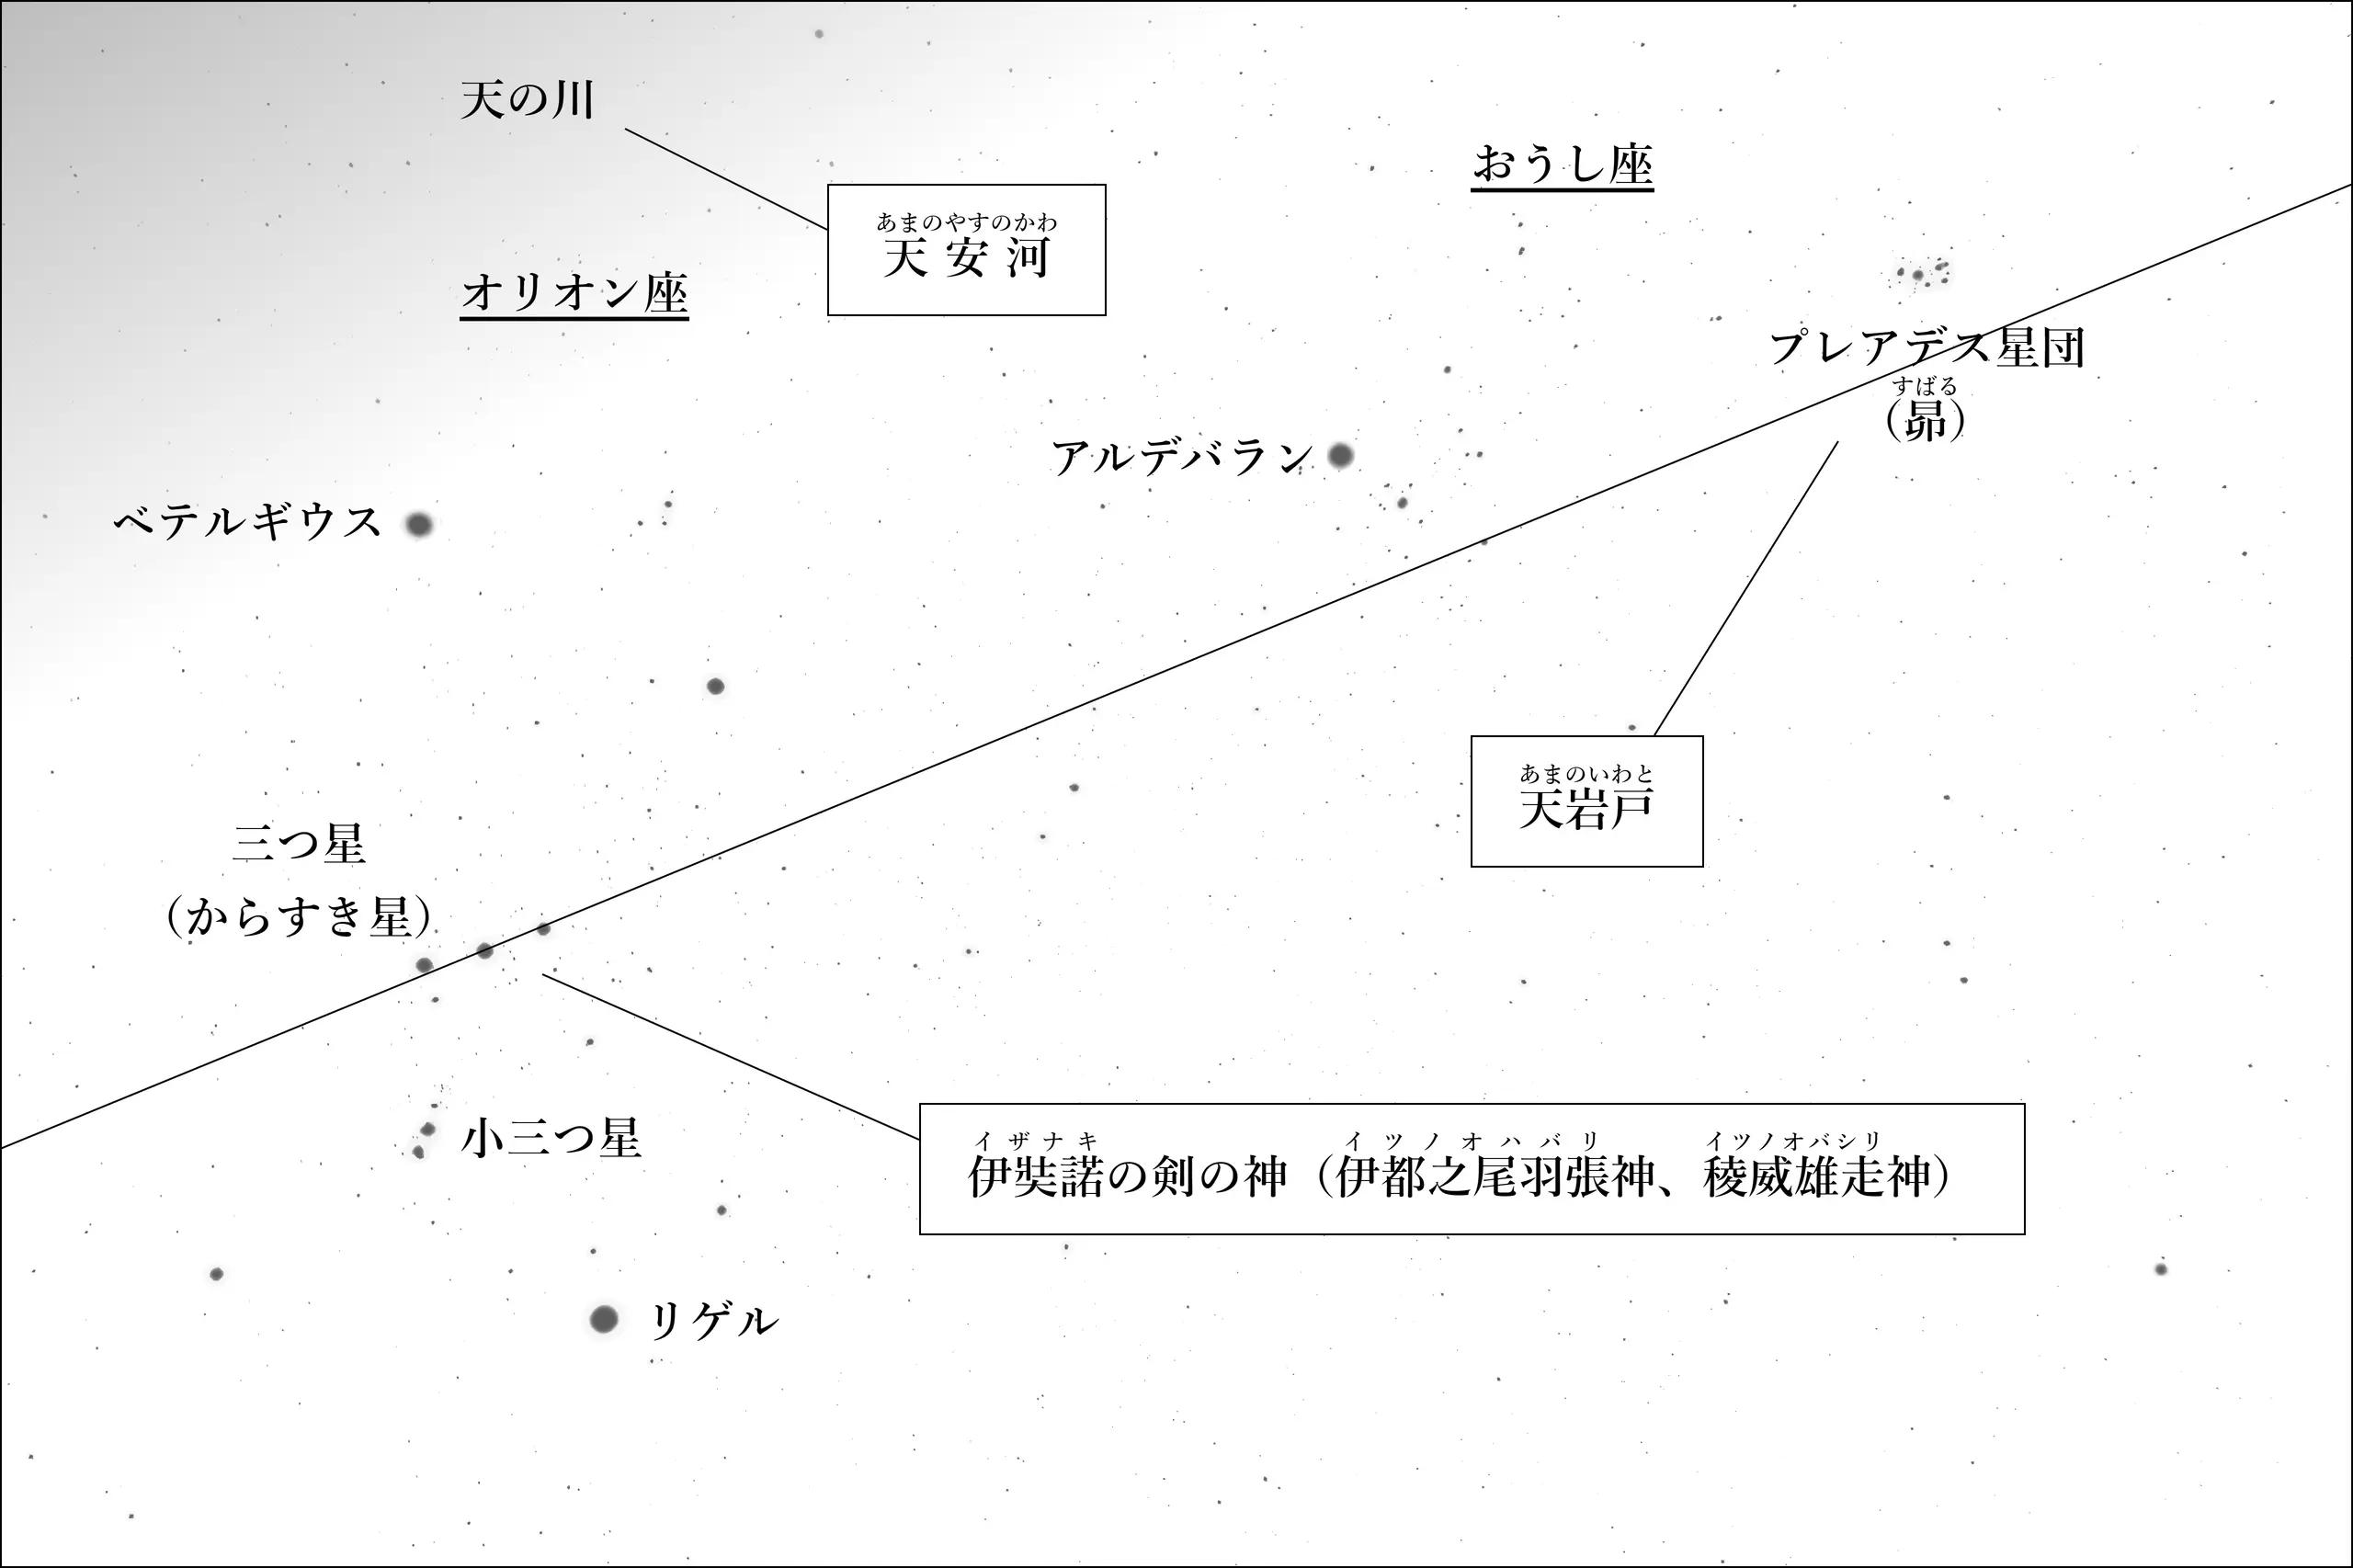 天の川
おうし座
あまのやすのかわ
天安河
オリオン座
プレアデス星団
すばる
（昴）
アルデバラン
ベテルギウス
あまのいわと
天岩戸
三つ星
（からすき星）
小三つ星
イザナキ イツノオハバリ イツノオバシリ
伊奘諾の剣の神（伊都之尾羽張神、稜威雄走神）
リゲル